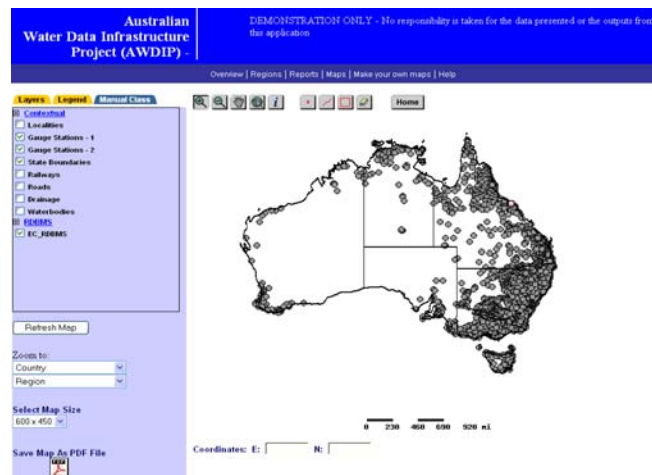 Australian
Water Data Infrastructure
Project (AWDIP) -
DEMONSTRATION ONLY - No responsibility is taken for the data presented or the outputs from
this application
Overview | Regions | Reports | Maps | Make your own maps | Help
Layers Legend Manual Class
Home
Contextual
Localities
Gauge Stations - 1
Gauge Stations - 2
State Boundaries
Railways
Roads
Drainage
Waterbodies
RDBMS
EC_RDBMS
Refresh Map
Zoom to:
Country
Region
Select Map Size
600 x 450
0 230 460 690 920 mi
Coordinates: E: N:
Save Map As PDF File